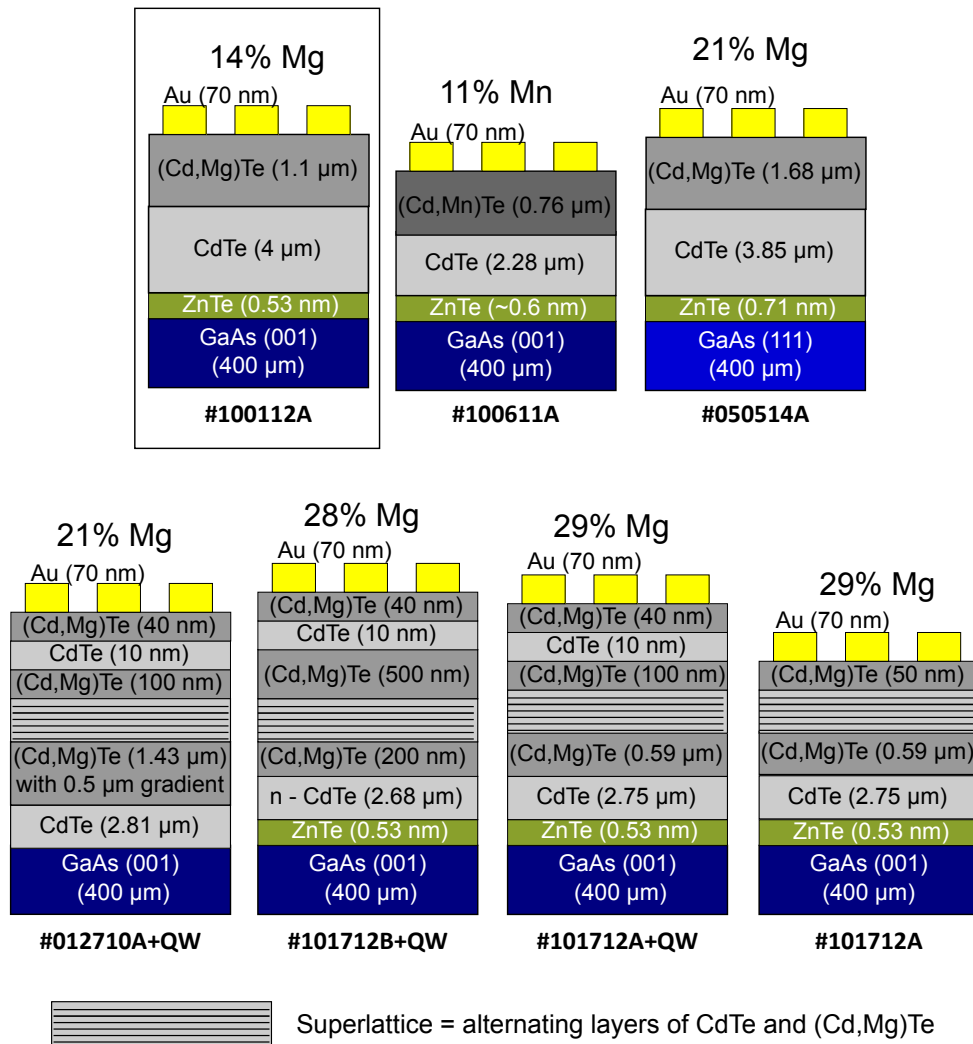 14% Mg
Au (70 nm)
(Cd,Mg)Te (1.1 µm)
CdTe (4 µm)
ZnTe (0.53 nm)
GaAs (001)
(400 µm)
#100112A
11% Mn
Au (70 nm)
(Cd,Mn)Te (0.76 µm)
CdTe (2.28 µm)
ZnTe (~0.6 nm)
GaAs (001)
(400 µm)
#100611A
21% Mg
Au (70 nm)
(Cd,Mg)Te (1.68 µm)
CdTe (3.85 µm)
ZnTe (0.71 nm)
GaAs (111)
(400 µm)
#050514A
21% Mg
Au (70 nm)
(Cd,Mg)Te (40 nm)
CdTe (10 nm)
(Cd,Mg)Te (100 nm)
(Cd,Mg)Te (1.43 µm)
with 0.5 µm gradient
CdTe (2.81 µm)
GaAs (001)
(400 µm)
#012710A+QW
28% Mg
Au (70 nm)
(Cd,Mg)Te (40 nm)
CdTe (10 nm)
(Cd,Mg)Te (500 nm)
(Cd,Mg)Te (200 nm)
n - CdTe (2.68 µm)
ZnTe (0.53 nm)
GaAs (001)
(400 µm)
#101712B+QW
29% Mg
Au (70 nm)
(Cd,Mg)Te (40 nm)
CdTe (10 nm)
(Cd,Mg)Te (100 nm)
(Cd,Mg)Te (0.59 µm)
CdTe (2.75 µm)
ZnTe (0.53 nm)
GaAs (001)
(400 µm)
#101712A+QW
29% Mg
Au (70 nm)
(Cd,Mg)Te (50 nm)
(Cd,Mg)Te (0.59 µm)
CdTe (2.75 µm)
ZnTe (0.53 nm)
GaAs (001)
(400 µm)
#101712A
Superlattice = alternating layers of CdTe and (Cd,Mg)Te